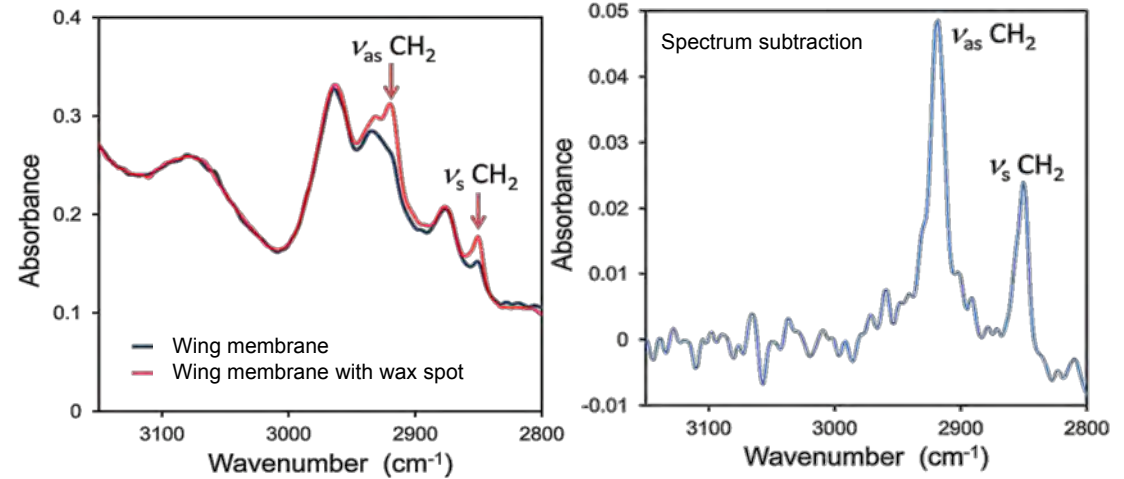 0.4
0.3
0.2
0.1
0
Absorbance
νas CH2
νs CH2
Wing membrane
Wing membrane with wax spot
3100
3000
2900
2800
Wavenumber (cm-1)
0.05
0.04
0.03
0.02
0.01
0
-0.01
Absorbance
Spectrum subtraction
νas CH2
νs CH2
3100
3000
2900
2800
Wavenumber (cm-1)